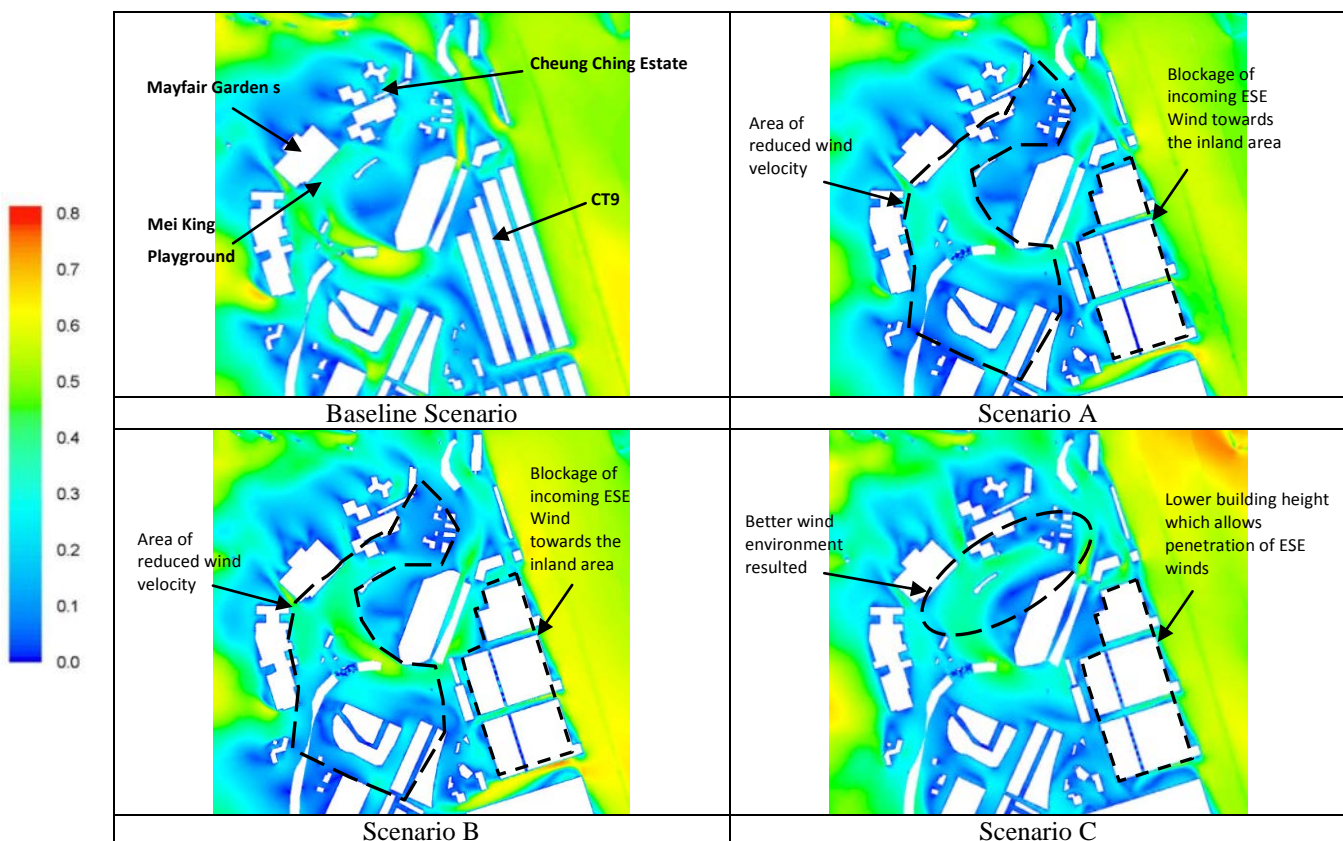 Cheung Ching Estate
Mayfair Garden s
Mei King
Playground
CT9
Baseline Scenario
Blockage of
incoming ESE
Wind towards
the inland area
Area of
reduced wind
velocity
Scenario A
0.8
0.7
0.6
0.5
0.4
0.3
0.2
0.1
0.0
Blockage of
incoming ESE
Wind
towards the
inland area
Area of
reduced wind
velocity
Scenario B
Lower building height
which allows
penetration of ESE
winds
Better wind
environment
resulted
Scenario C